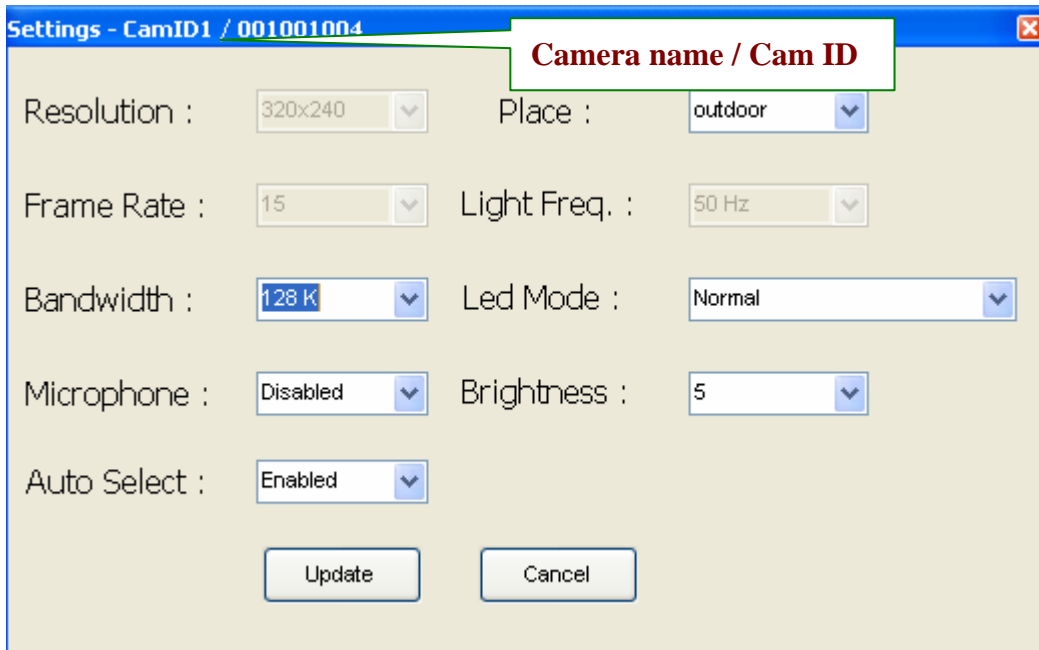 Settings - CamID1 / 001001004
Camera name / Cam ID
Resolution : 320x240 Place : outdoor
Frame Rate : 15 Light Freq. : 50 Hz
Bandwidth : 128 K Led Mode : Normal
Microphone : Disabled Brightness : 5
Auto Select : Enabled
Update Cancel